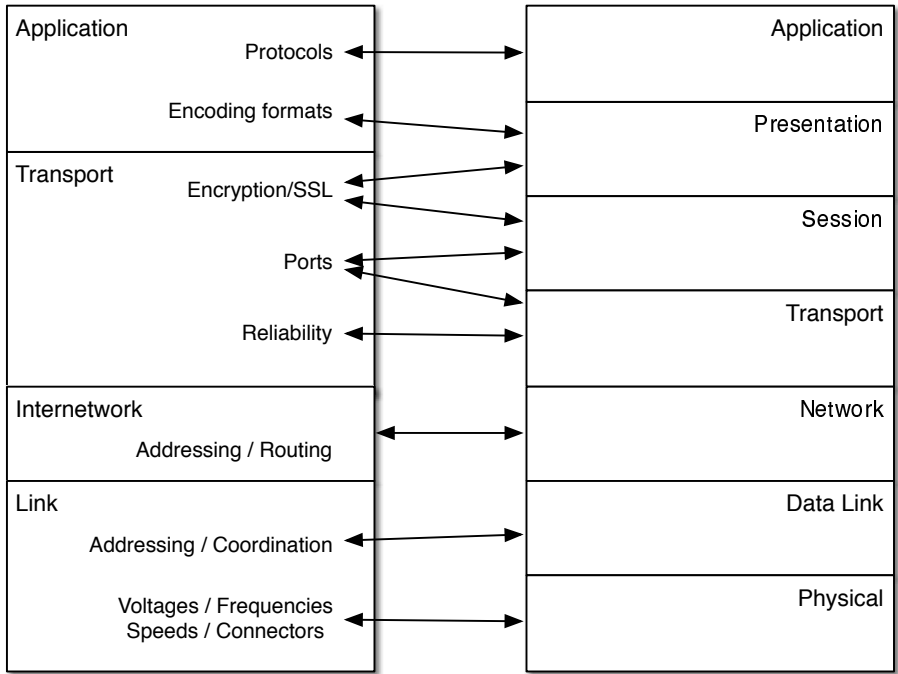 Application
Protocols
Encoding formats
Transport
Encryption/SSL
Ports
Reliability
Internetwork
Addressing / Routing
Link
Addressing / Coordination
Voltages / Frequencies
Speeds / Connectors
Application
Presentation
Session
Transport
Network
Data Link
Physical